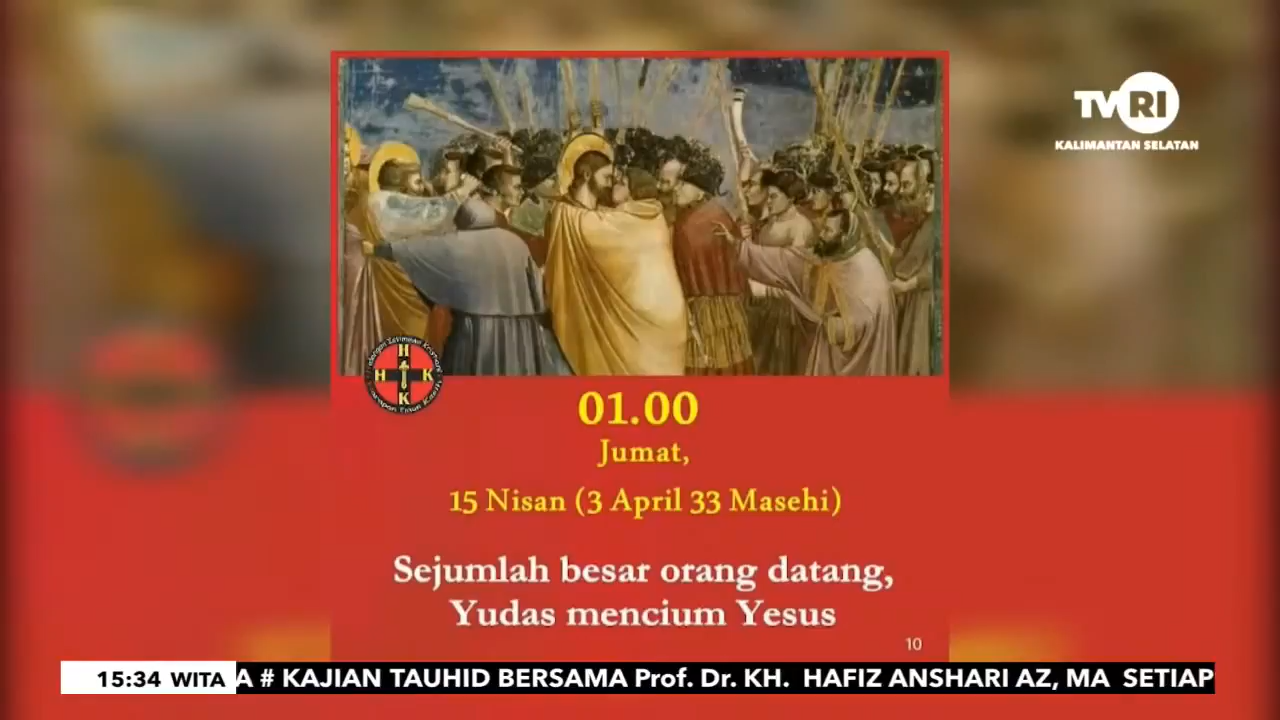 TVRI
KALIMANTAN SELATAN
H
H K
K
01.00
Jumat,
15 Nisan (3 April 33 Masehi)
Sejumlah besar orang datang,
Yudas mencium Yesus
10
15:34 WITA A # KAJIAN TAUHID BERSAMA Prof. Dr. KH. HAFIZ ANSHARI AZ, MA SETIAP